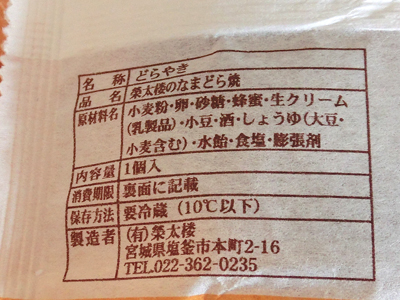 名称 どらやき
品名 栄太楼のなまどら焼
原材料名 小麦粉・卵・砂糖・蜂蜜・生クリーム
(乳製品)・小豆・酒・しょうゆ(大豆・
小麦含む)・水飴・食塩・膨張剤
内容量 1個入
消費期限 裏面に記載
保存方法 要冷蔵(10℃以下)
製造者 (有)榮太楼
宮城県塩釜市本町2-16
TEL.022-362-0235